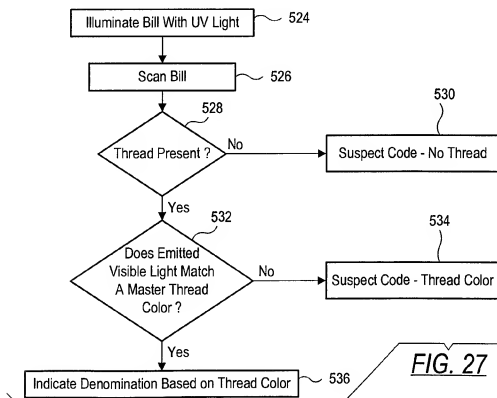 Illuminate Bill With UV Light
524
Scan Bill
526
528
Thread Present ?
No
530
Suspect Code - No Thread
Yes
532
Does Emitted
Visible Light Match
A Master Thread
Color ?
No
534
Suspect Code - Thread Color
Yes
Indicate Denomination Based on Thread Color
536
FIG. 27